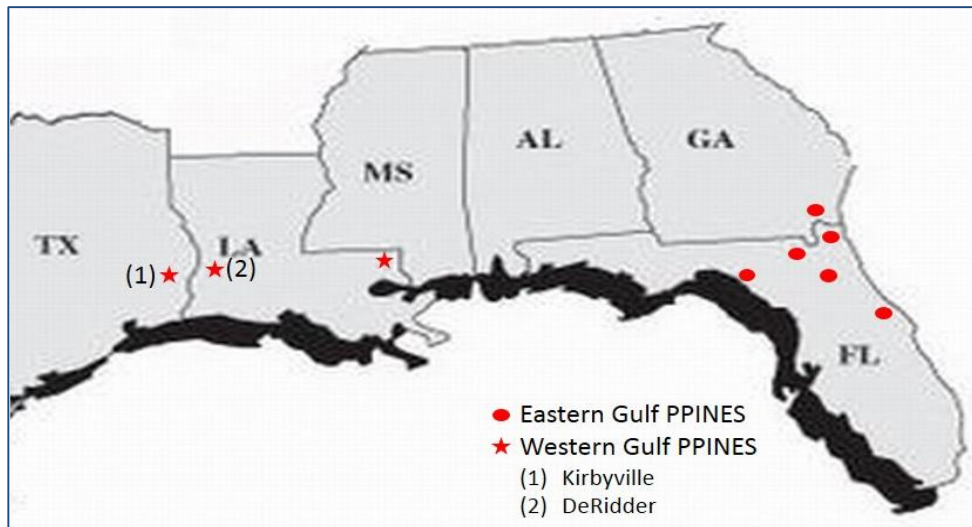 GA
AL
MS
TX
LA
(1)
(2)
FL
Eastern Gulf PPINES
Western Gulf PPINES
(1) Kirbyville
(2) DeRidder